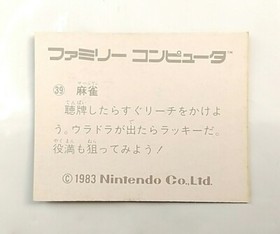 ファミリー コンピュータ™
㊴ 麻雀
聴牌したらすぐリーチをかけよ
う。ウラドラが出たらラッキーだ。
役満も狙ってみよう!
©1983 Nintendo Co.,Ltd.